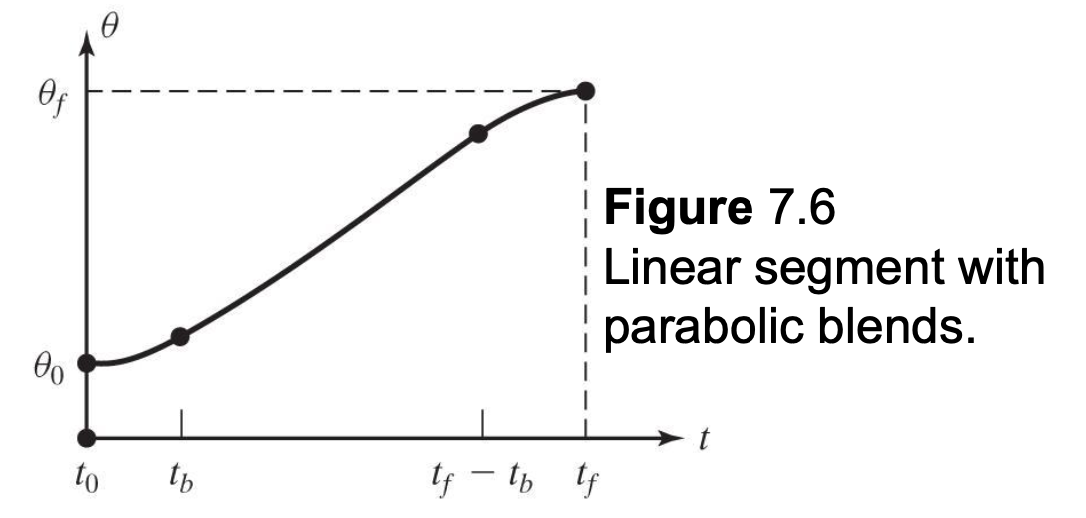 θ
θf
Figure 7.6
Linear segment with
parabolic blends.
θ0
t
t0 tb tf − tb tf